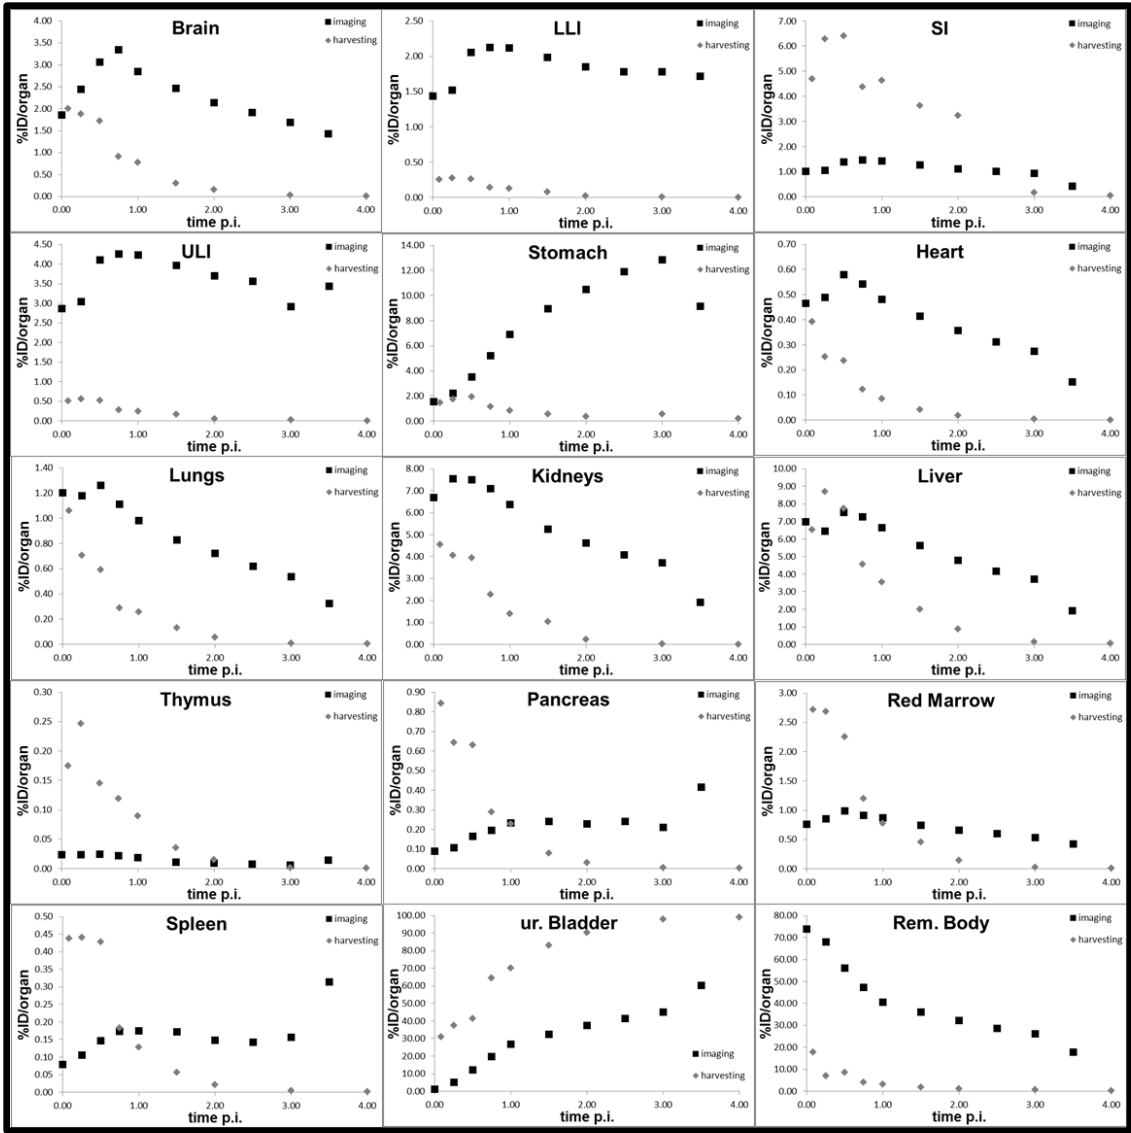 Brain
imaging
harvesting
%ID/organ
4.00
3.50
3.00
2.50
2.00
1.50
1.00
0.50
0.00
0.00 1.00 2.00 3.00 4.00
time p.i.
LLI
imaging
harvesting
%ID/organ
2.50
2.00
1.50
1.00
0.50
0.00
0.00 1.00 2.00 3.00 4.00
time p.i.
SI
imaging
harvesting
%ID/organ
7.00
6.00
5.00
4.00
3.00
2.00
1.00
0.00
0.00 1.00 2.00 3.00 4.00
time p.i.
ULI
imaging
harvesting
%ID/organ
4.50
4.00
3.50
3.00
2.50
2.00
1.50
1.00
0.50
0.00
0.00 1.00 2.00 3.00 4.00
time p.i.
Stomach
imaging
harvesting
%ID/organ
14.00
12.00
10.00
8.00
6.00
4.00
2.00
0.00
0.00 1.00 2.00 3.00 4.00
time p.i.
Heart
imaging
harvesting
%ID/organ
0.70
0.60
0.50
0.40
0.30
0.20
0.10
0.00
0.00 1.00 2.00 3.00 4.00
time p.i.
Lungs
imaging
harvesting
%ID/organ
1.40
1.20
1.00
0.80
0.60
0.40
0.20
0.00
0.00 1.00 2.00 3.00 4.00
time p.i.
Kidneys
imaging
harvesting
%ID/organ
8.00
7.00
6.00
5.00
4.00
3.00
2.00
1.00
0.00
0.00 1.00 2.00 3.00 4.00
time p.i.
Liver
imaging
harvesting
%ID/organ
10.00
9.00
8.00
7.00
6.00
5.00
4.00
3.00
2.00
1.00
0.00
0.00 1.00 2.00 3.00 4.00
time p.i.
Thymus
imaging
harvesting
%ID/organ
0.30
0.25
0.20
0.15
0.10
0.05
0.00
0.00 1.00 2.00 3.00 4.00
time p.i.
Pancreas
imaging
harvesting
%ID/organ
0.90
0.80
0.70
0.60
0.50
0.40
0.30
0.20
0.10
0.00
0.00 1.00 2.00 3.00 4.00
time p.i.
Red Marrow
imaging
harvesting
%ID/organ
3.00
2.50
2.00
1.50
1.00
0.50
0.00
0.00 1.00 2.00 3.00 4.00
time p.i.
Spleen
imaging
harvesting
%ID/organ
0.50
0.45
0.40
0.35
0.30
0.25
0.20
0.15
0.10
0.05
0.00
0.00 1.00 2.00 3.00 4.00
time p.i.
ur. Bladder
%ID/organ
100.00
90.00
80.00
70.00
60.00
50.00
40.00
30.00
20.00
10.00
0.00
imaging
harvesting
0.00 1.00 2.00 3.00 4.00
time p.i.
Rem. Body
imaging
harvesting
%ID/organ
80.00
70.00
60.00
50.00
40.00
30.00
20.00
10.00
0.00
0.00 1.00 2.00 3.00 4.00
time p.i.